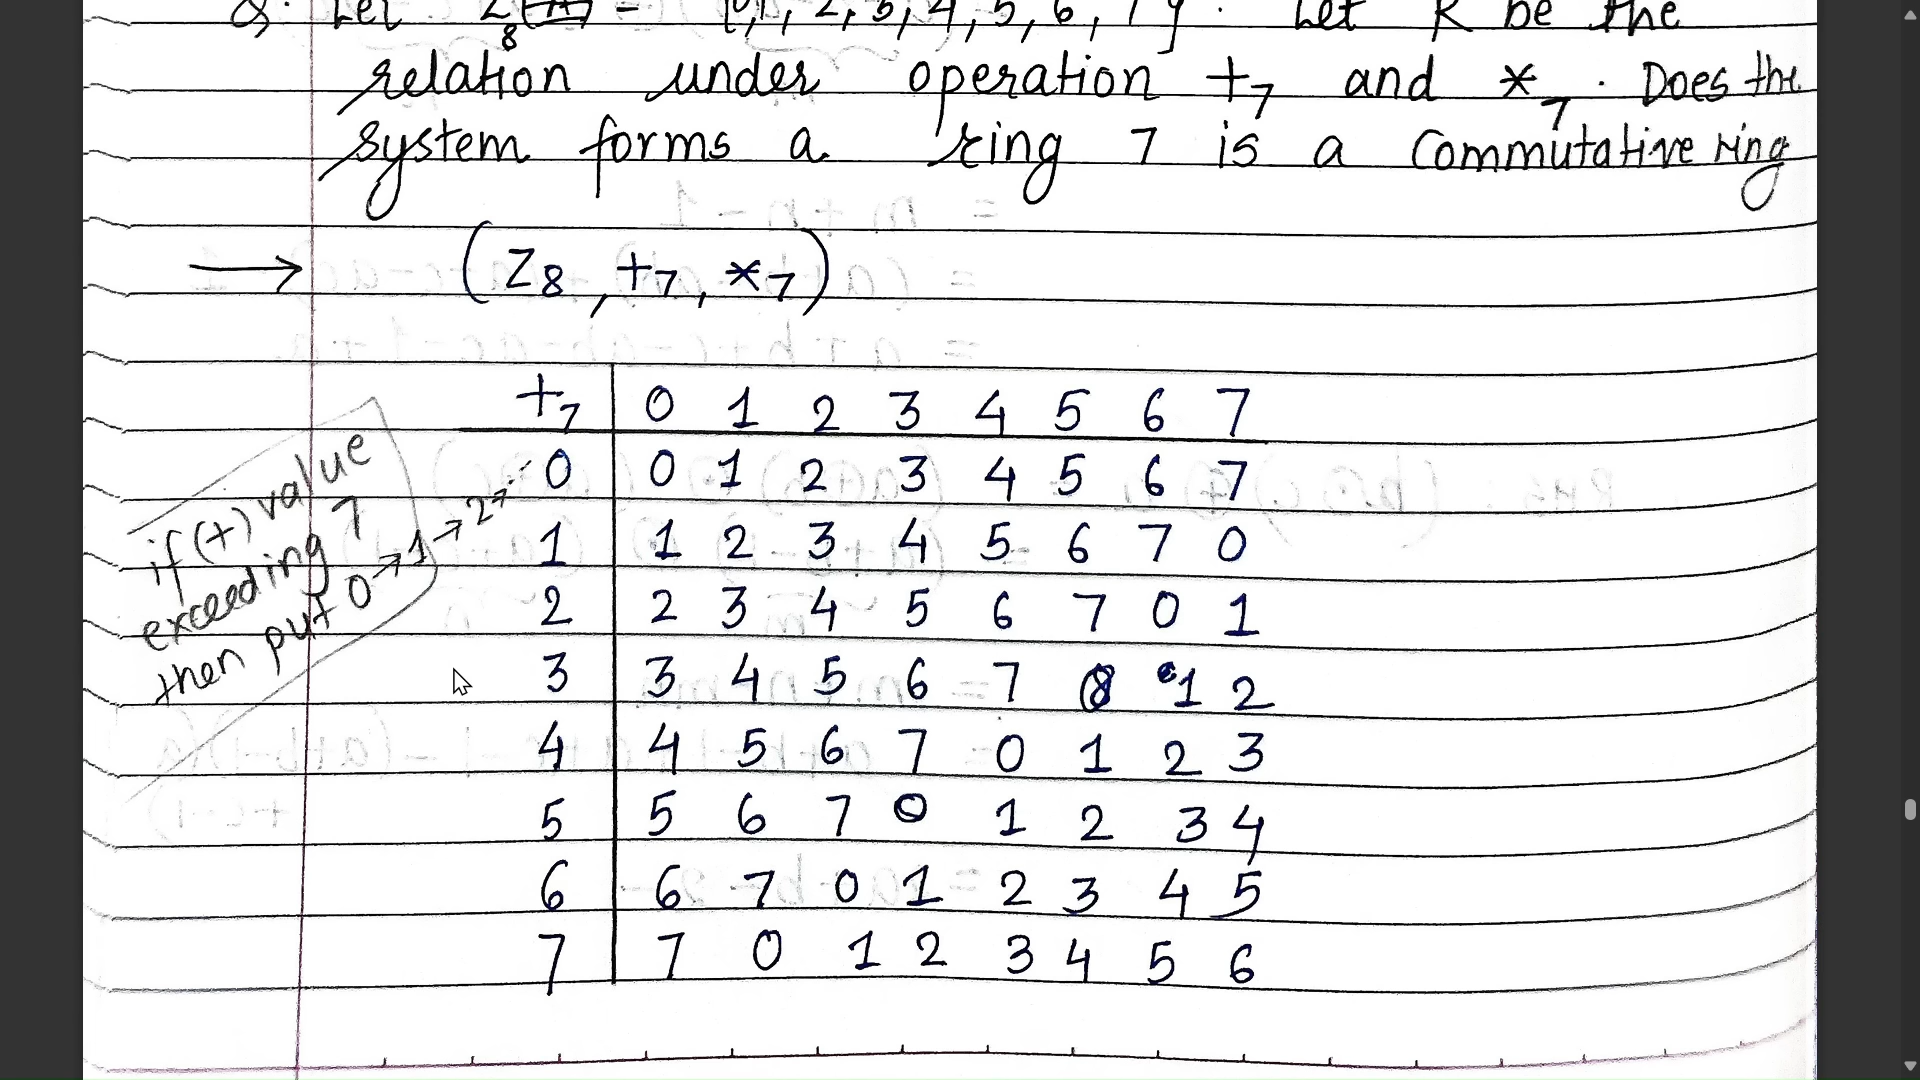 Q. Let Z8 = {0,1, 2, 3, 4, 5, 6, 7}. Let R be the
relation under operation +7 and *7. Does the
system forms a ring 7 is a commutative ring
→ (Z8, +7, *7)
+7 0 1 2 3 4 5 6 7
0 0 1 2 3 4 5 6 7
1 1 2 3 4 5 6 7 0
2 2 3 4 5 6 7 0 1
3 3 4 5 6 7 0 1 2
4 4 5 6 7 0 1 2 3
5 5 6 7 0 1 2 3 4
6 6 7 0 1 2 3 4 5
7 7 0 1 2 3 4 5 6
if (+) value
exceeding 7
then put 0→1→2→..